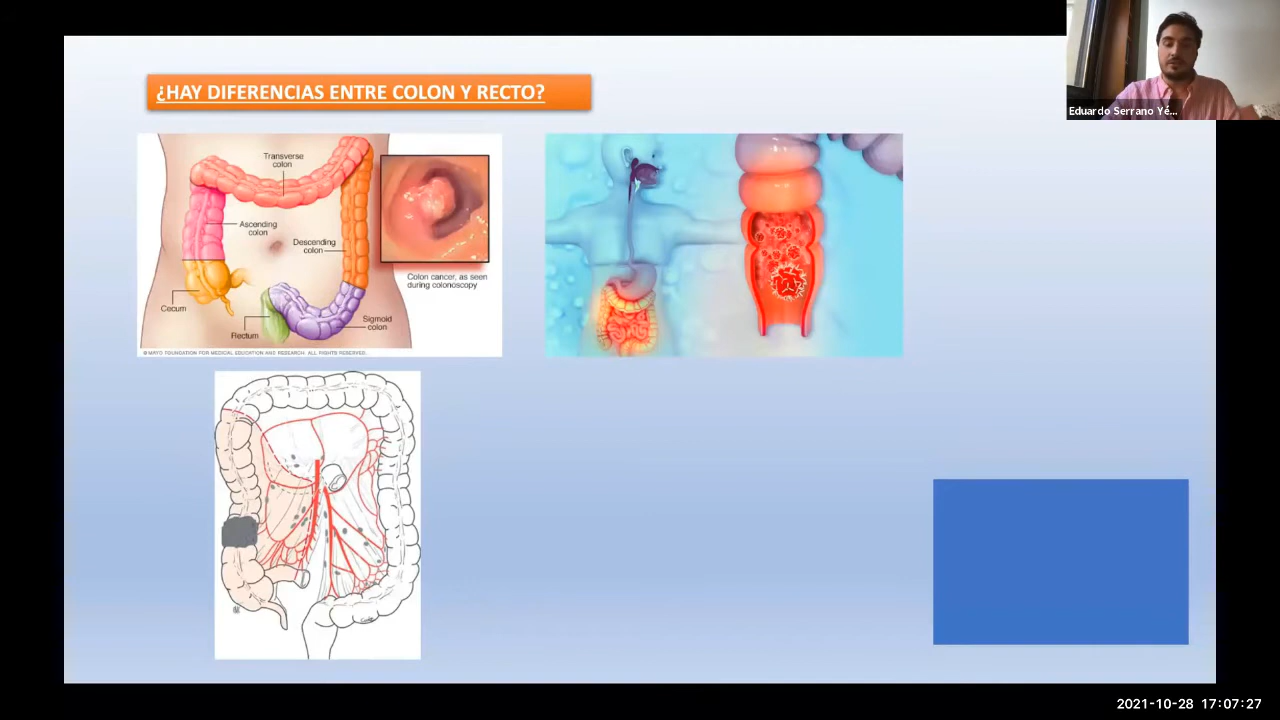 ¿HAY DIFERENCIAS ENTRE COLON Y RECTO?
Eduardo Serrano Yé...
Transverse
colon
Ascending
colon
Descending
colon
Colon cancer, as seen
during colonoscopy
Cecum
Sigmoid
colon
Rectum
© MAYO FOUNDATION FOR MEDICAL EDUCATION AND RESEARCH. ALL RIGHTS RESERVED.
2021-10-28 17:07:27